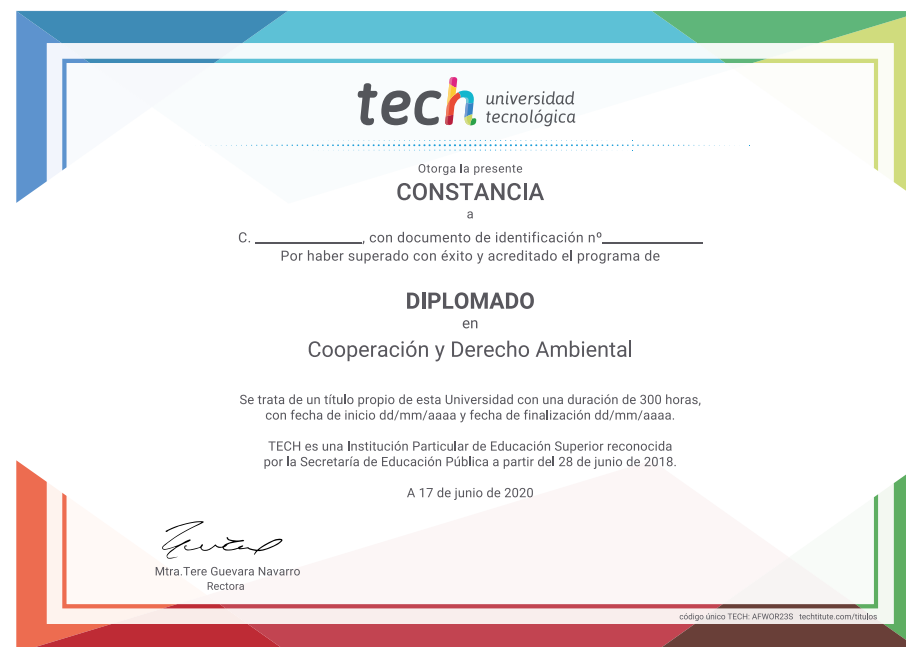 tech universidad
tecnológica
Otorga la presente
CONSTANCIA
a
C. ____________, con documento de identificación nº____________
Por haber superado con éxito y acreditado el programa de
DIPLOMADO
en
Cooperación y Derecho Ambiental
Se trata de un título propio de esta Universidad con una duración de 300 horas,
con fecha de inicio dd/mm/aaaa y fecha de finalización dd/mm/aaaa.
TECH es una Institución Particular de Educación Superior reconocida
por la Secretaría de Educación Pública a partir del 28 de junio de 2018.
A 17 de junio de 2020
Mtra.Tere Guevara Navarro
Rectora
código único TECH: AFWOR23S techtitute.com/titulos